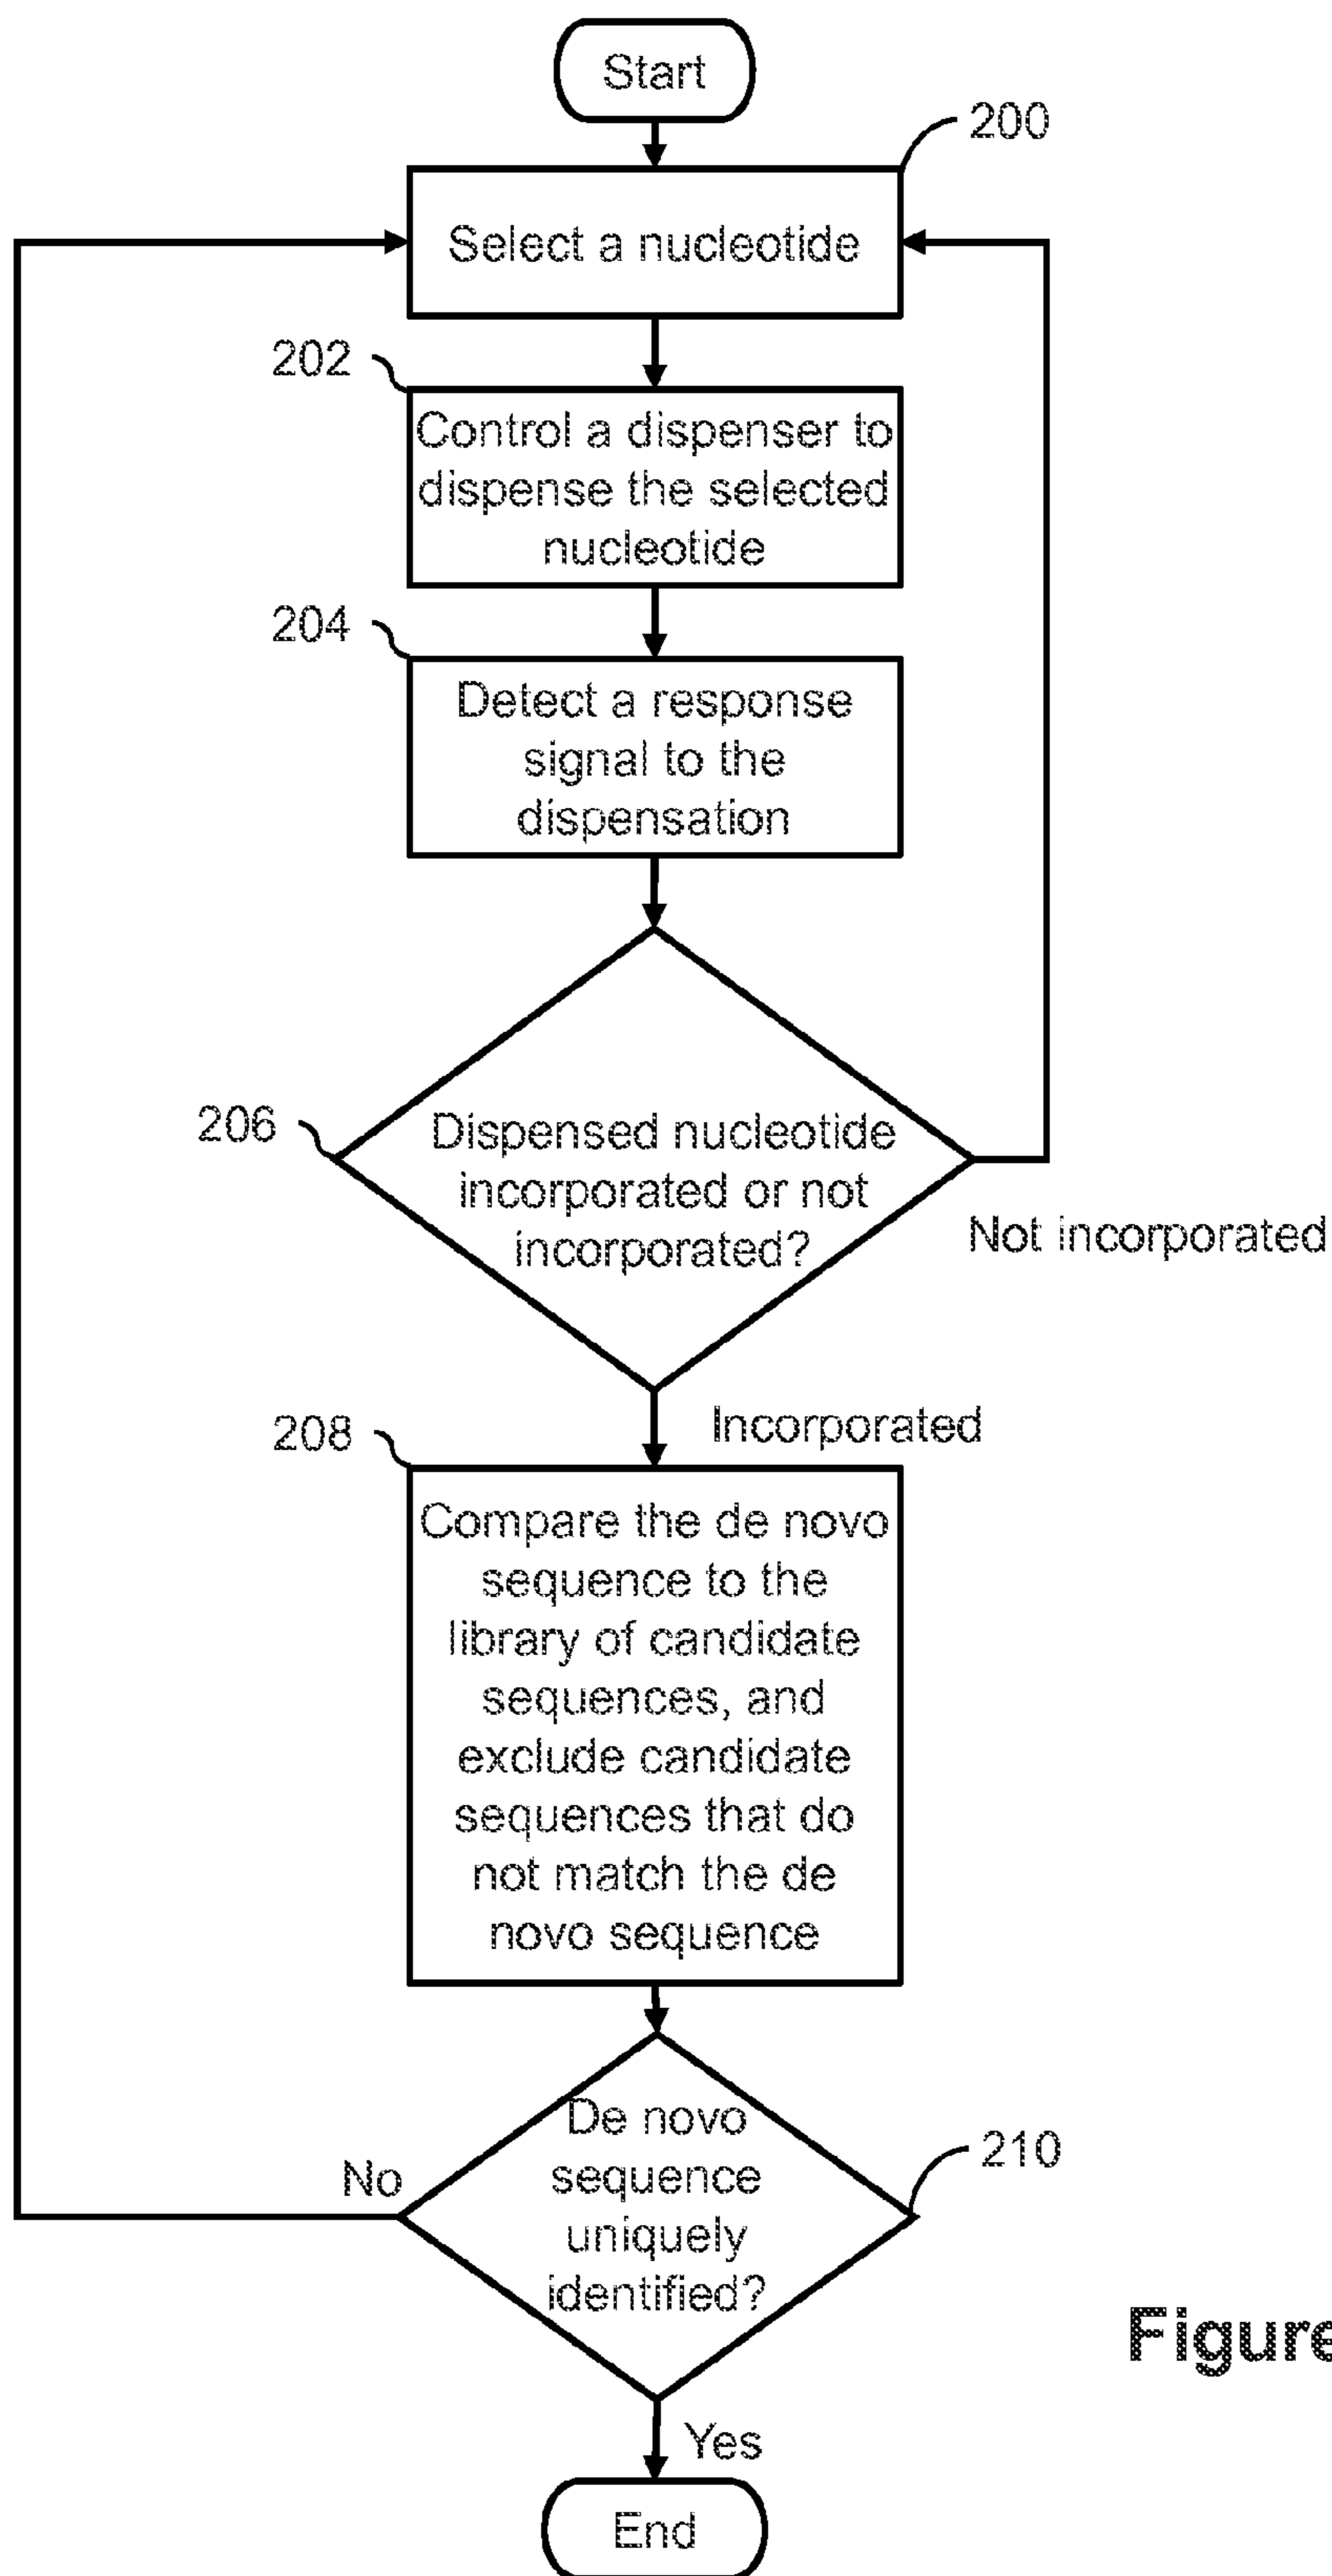 Start
200
Select a nucleotide
202
Control a dispenser to
dispense the selected
nucleotide
204
Detect a response
signal to the
dispensation
206
Dispensed nucleotide
incorporated or not
incorporated?
Not incorporated
Incorporated
208
Compare the de novo
sequence to the
library of candidate
sequences, and
exclude candidate
sequences that do
not match the de
novo sequence
De novo
sequence
uniquely
identified?
210
No
Figure
Yes
End